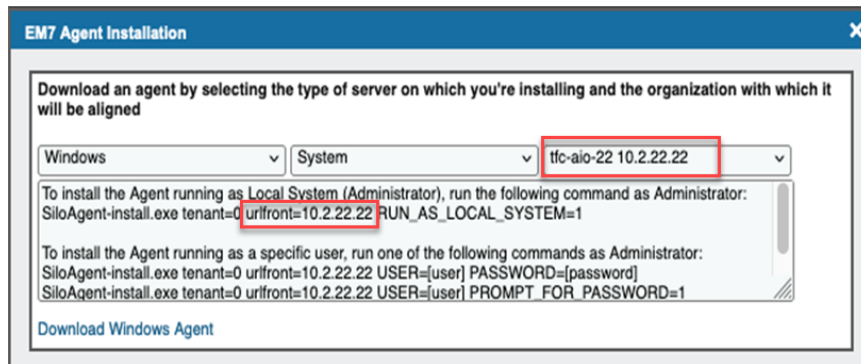 EM7 Agent Installation
Download an agent by selecting the type of server on which you're installing and the organization with which it
will be aligned
Windows System tfc-aio-22 10.2.22.22
To install the Agent running as Local System (Administrator), run the following command as Administrator:
SiloAgent-install.exe tenant=0 urlfront=10.2.22.22 RUN_AS_LOCAL_SYSTEM=1
To install the Agent running as a specific user, run one of the following commands as Administrator:
SiloAgent-install.exe tenant=0 urlfront=10.2.22.22 USER=[user] PASSWORD=[password]
SiloAgent-install.exe tenant=0 urlfront=10.2.22.22 USER=[user] PROMPT_FOR_PASSWORD=1
Download Windows Agent